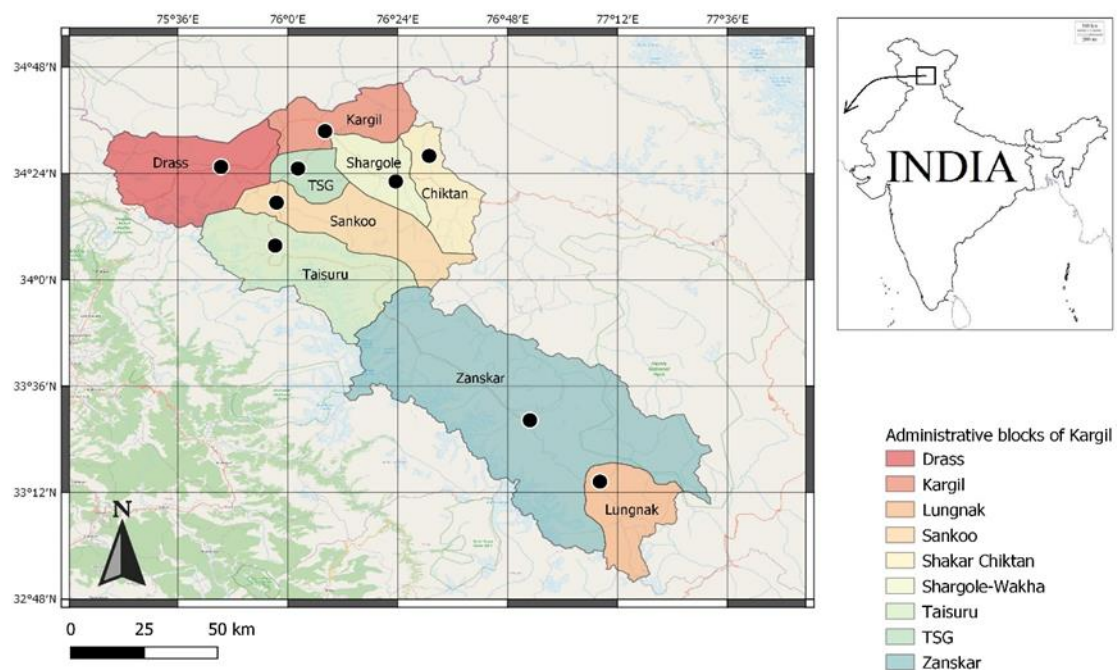 75°36'E 76°0'E 76°24'E 76°48'E 77°12'E 77°36'E
34°48'N
34°24'N
34°0'N
33°36'N
33°12'N
32°48'N
Kargil
Drass
Shargole
TSG
Chiktan
Sankoo
Taisuru
Zanskar
Lungnak
N
0 25 50 km
INDIA
Administrative blocks of Kargil
Drass
Kargil
Lungnak
Sankoo
Shakar Chiktan
Shargole-Wakha
Taisuru
TSG
Zanskar